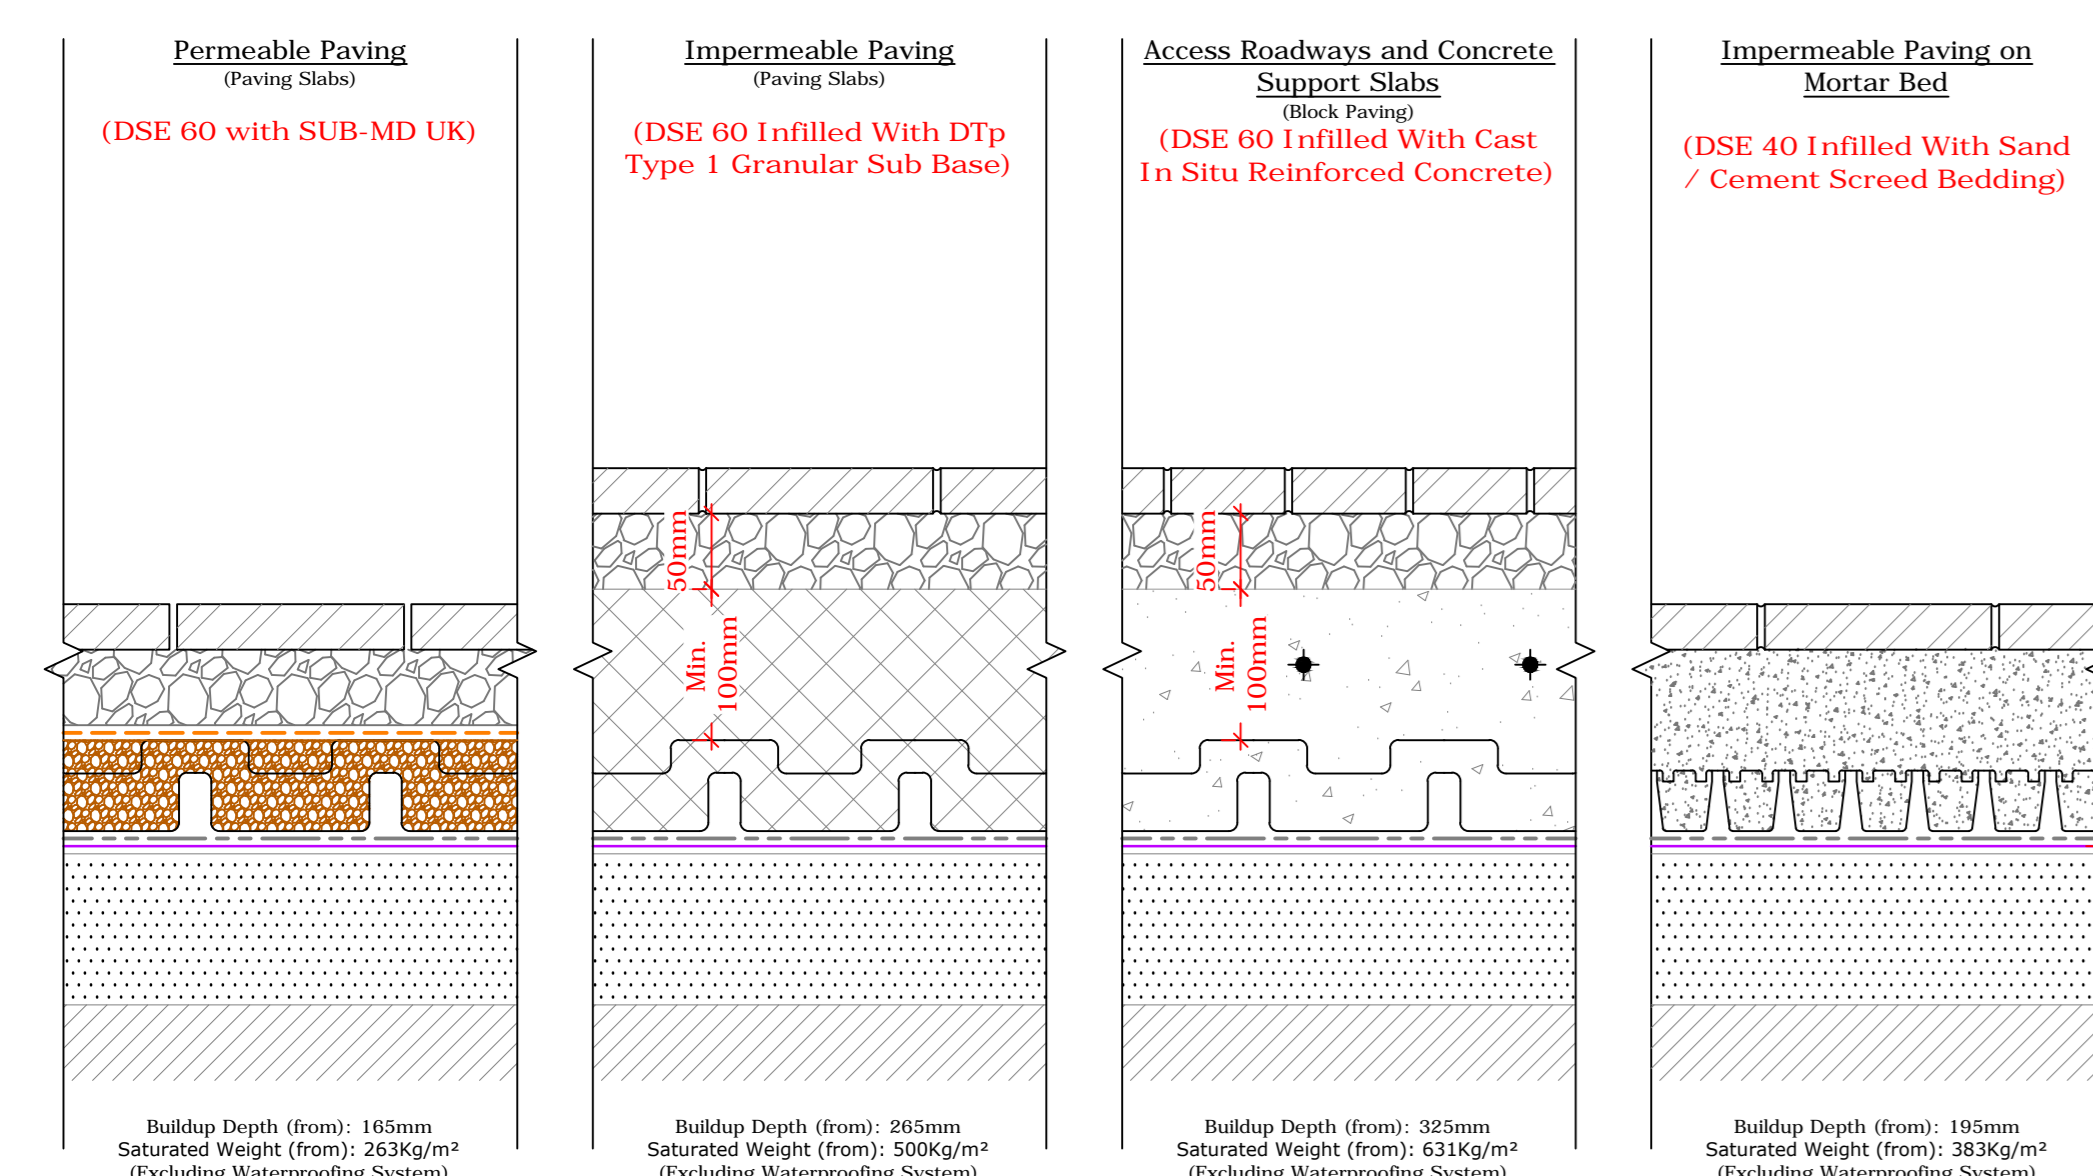 Permeable Paving
(Paving Slabs)
(DSE 60 with SUB-MD UK)
Buildup Depth (from): 165mm
Saturated Weight (from): 263Kg/m²
(Excluding Waterproofing System)
Impermeable Paving
(Paving Slabs)
(DSE 60 Infilled With DTp
Type 1 Granular Sub Base)
50mm
Min.
100mm
Buildup Depth (from): 265mm
Saturated Weight (from): 500Kg/m²
(Excluding Waterproofing System)
Access Roadways and Concrete
Support Slabs
(Block Paving)
(DSE 60 Infilled With Cast
In Situ Reinforced Concrete)
50mm
Min.
100mm
Buildup Depth (from): 325mm
Saturated Weight (from): 631Kg/m²
(Excluding Waterproofing System)
Impermeable Paving on
Mortar Bed
(DSE 40 Infilled With Sand
/ Cement Screed Bedding)
Buildup Depth (from): 195mm
Saturated Weight (from): 383Kg/m²
(Excluding Waterproofing System)